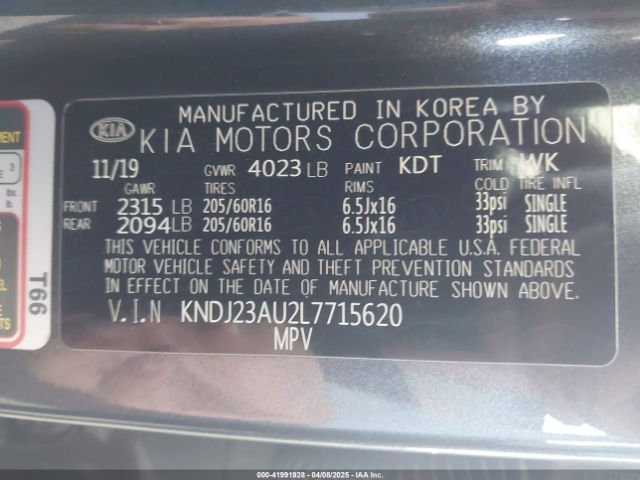 MANUFACTURED IN KOREA BY
KIA KIA MOTORS CORPORATION
11/19 GVWR 4023 LB PAINT KDT TRIM WK
GAWR TIRES RIMS COLD TIRE INFL
FRONT 2315 LB 205/60R16 6.5Jx16 33psi SINGLE
REAR 2094 LB 205/60R16 6.5Jx16 33psi SINGLE
THIS VEHICLE CONFORMS TO ALL APPLICABLE U.S.A. FEDERAL
MOTOR VEHICLE SAFETY AND THEFT PREVENTION STANDARDS
IN EFFECT ON THE DATE OF MANUFACTURE SHOWN ABOVE.
V.I.N KNDJ23AU2L7715620
MPV
T66
000-41991928 - 04/08/2025 - IAA Inc.